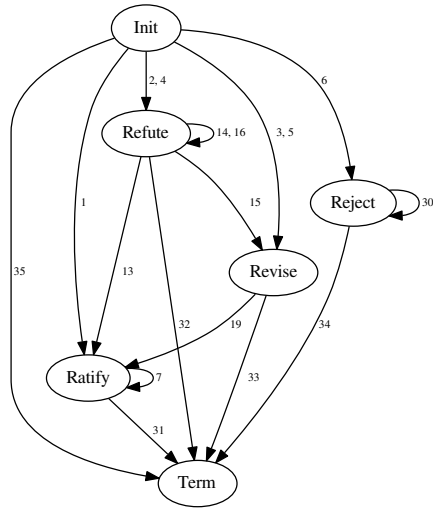 Init
2, 4
6
Refute
14, 16
3, 5
1
15
Reject
30
35
13
Revise
32
19
34
33
Ratify
7
31
Term